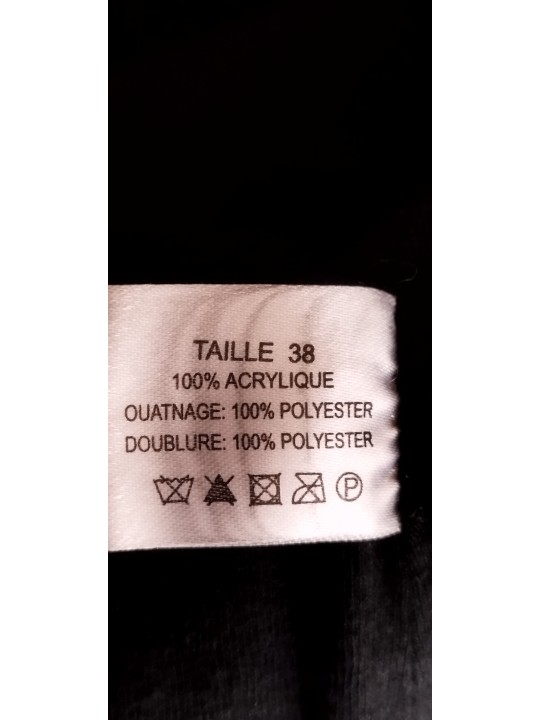 TAILLE 38
100% ACRYLIQUE
OUATNAGE: 100% POLYESTER
DOUBLURE: 100% POLYESTER
P